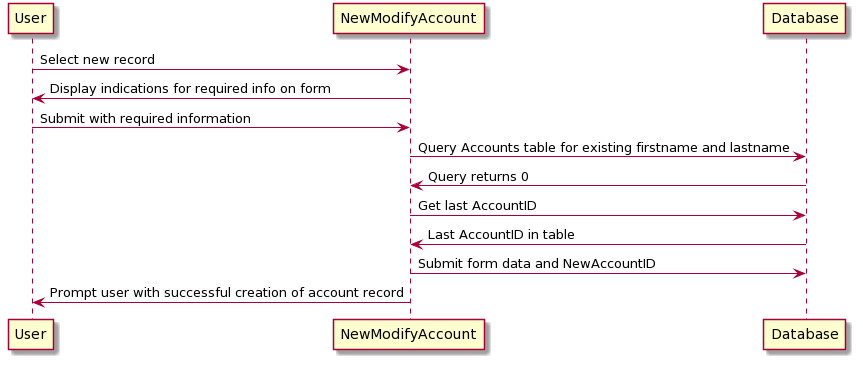 User NewModifyAccount Database
Select new record
Display indications for required info on form
Submit with required information
Query Accounts table for existing firstname and lastname
Query returns 0
Get last AccountID
Last AccountID in table
Submit form data and NewAccountID
Prompt user with successful creation of account record
User NewModifyAccount Database